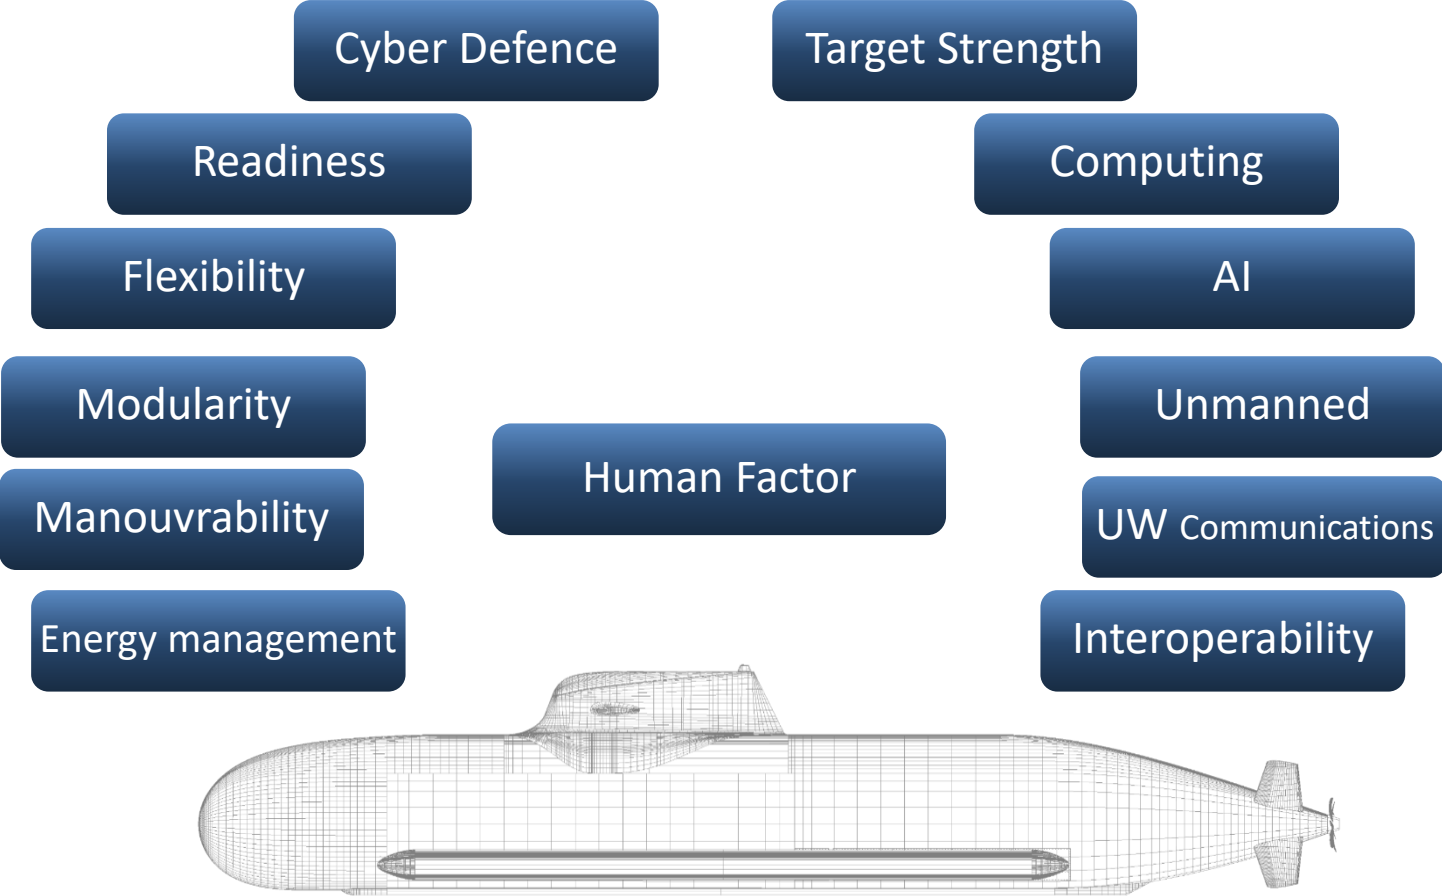 Cyber Defence
Target Strength
Readiness
Computing
Flexibility
AI
Modularity
Unmanned
Human Factor
Manouvrability
UW Communications
Energy management
Interoperability